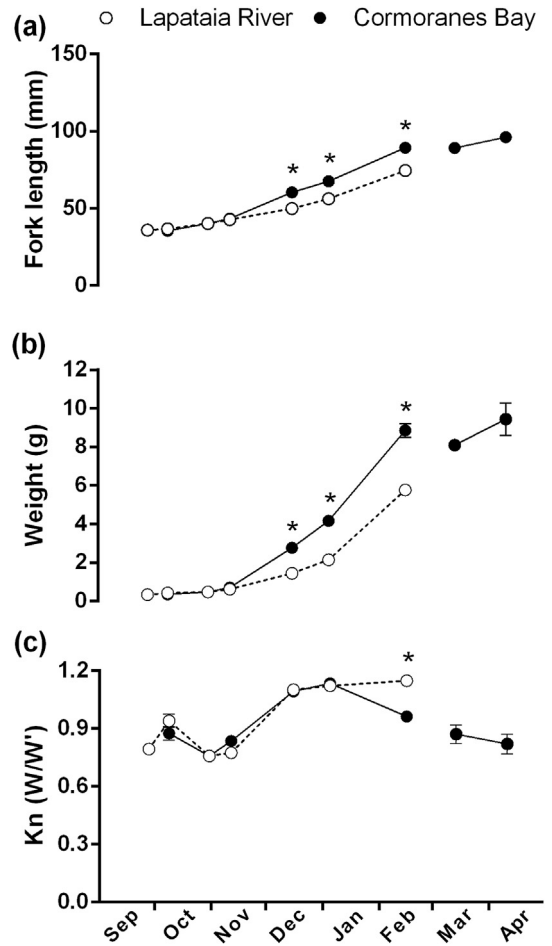 (a) Lapataia River Cormoranes Bay
150
100
50
0
Fork length (mm)
* * *
(b)
12
10
8
6
4
2
0
Weight (g)
* * *
(c)
1.2
0.9
0.6
0.3
0.0
Kn (W/W')
*
Sep Oct Nov Dec Jan Feb Mar Apr